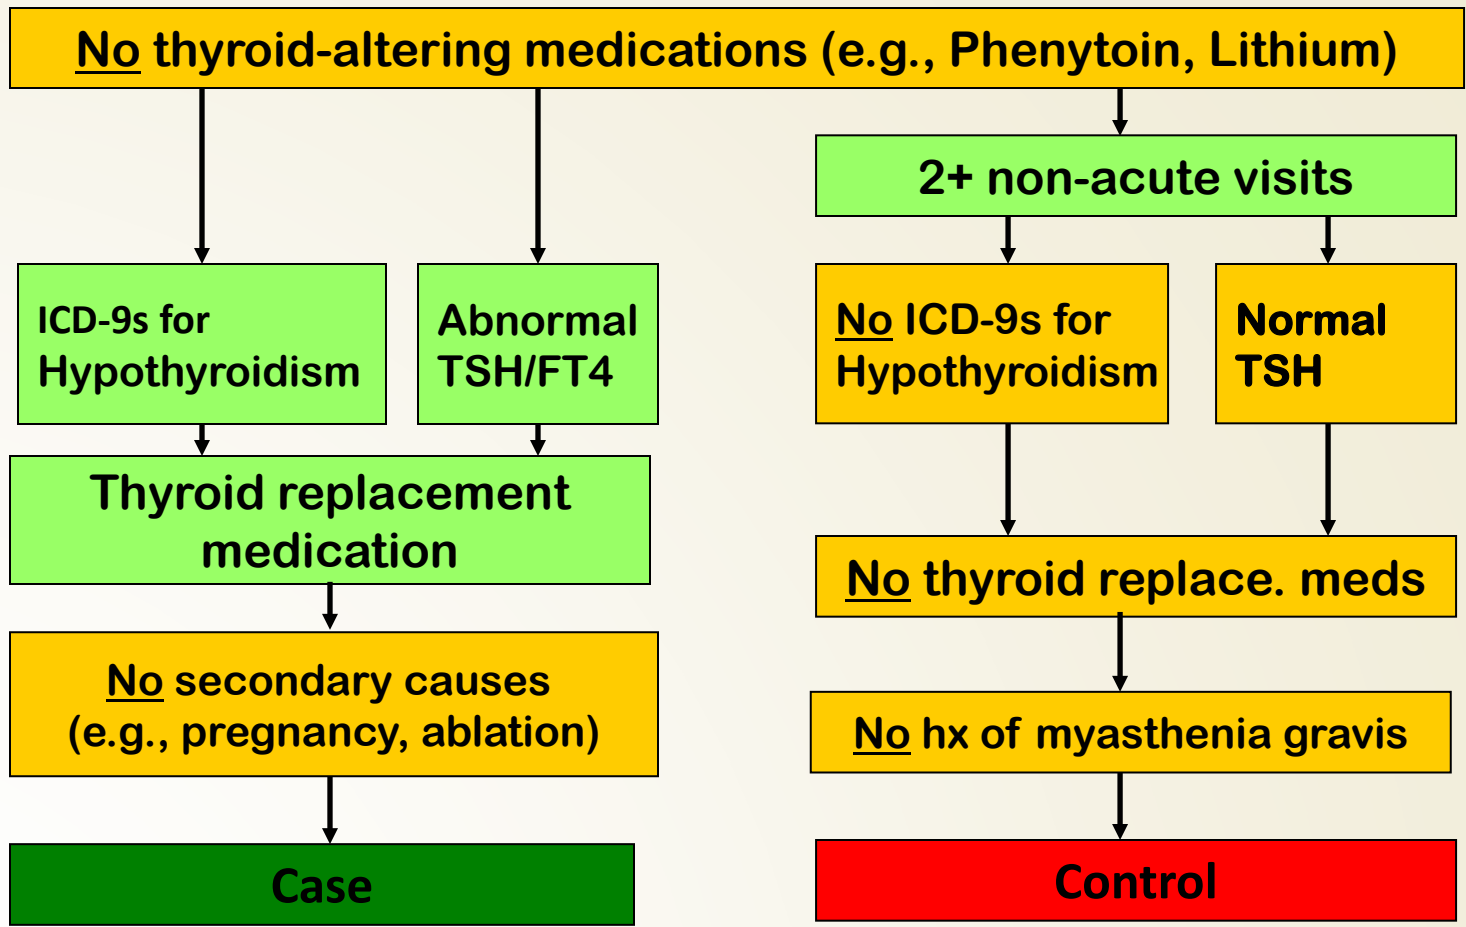 No thyroid-altering medications (e.g., Phenytoin, Lithium)
ICD-9s for
Hypothyroidism
Abnormal
TSH/FT4
Thyroid replacement
medication
No secondary causes
(e.g., pregnancy, ablation)
Case
2+ non-acute visits
No ICD-9s for
Hypothyroidism
Normal
TSH
No thyroid replace. meds
No hx of myasthenia gravis
Control